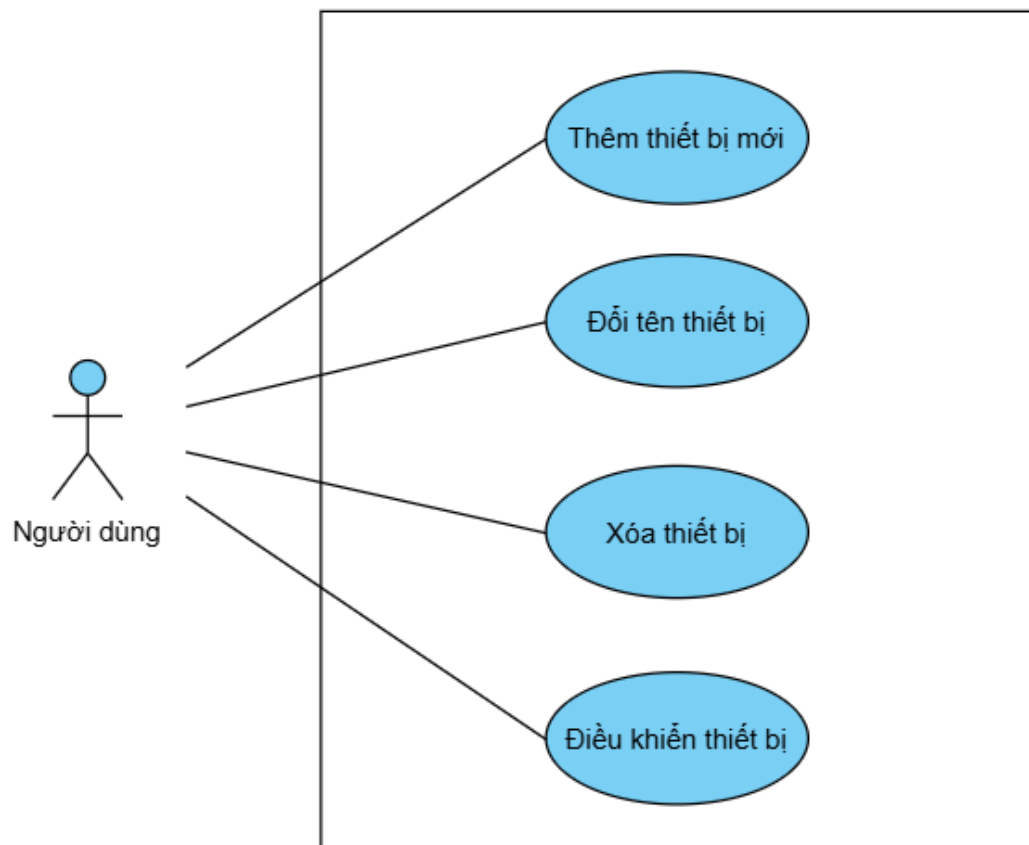 Thêm thiết bị mới
Đổi tên thiết bị
Người dùng
Xóa thiết bị
Điều khiển thiết bị